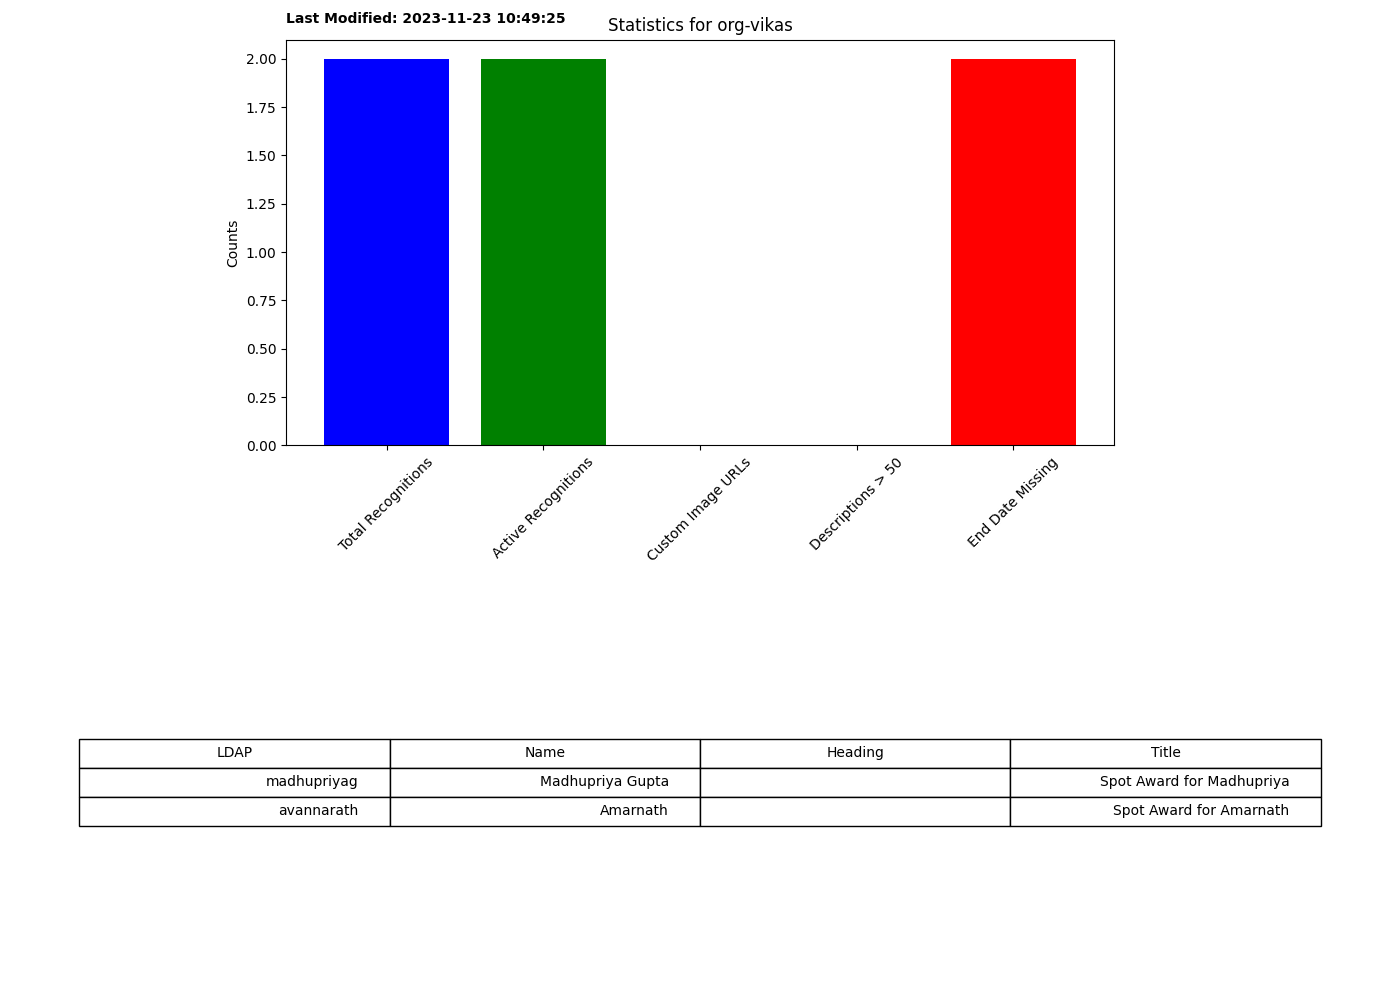 Last Modified: 2023-11-23 10:49:25
Statistics for org-vikas
Counts
2.00
1.75
1.50
1.25
1.00
0.75
0.50
0.25
0.00
Total Recognitions
Active Recognitions
Custom Image URLs
Descriptions > 50
End Date Missing
LDAP Name Heading Title
madhupriyag Madhupriya Gupta Spot Award for Madhupriya
avannarath Amarnath Spot Award for Amarnath